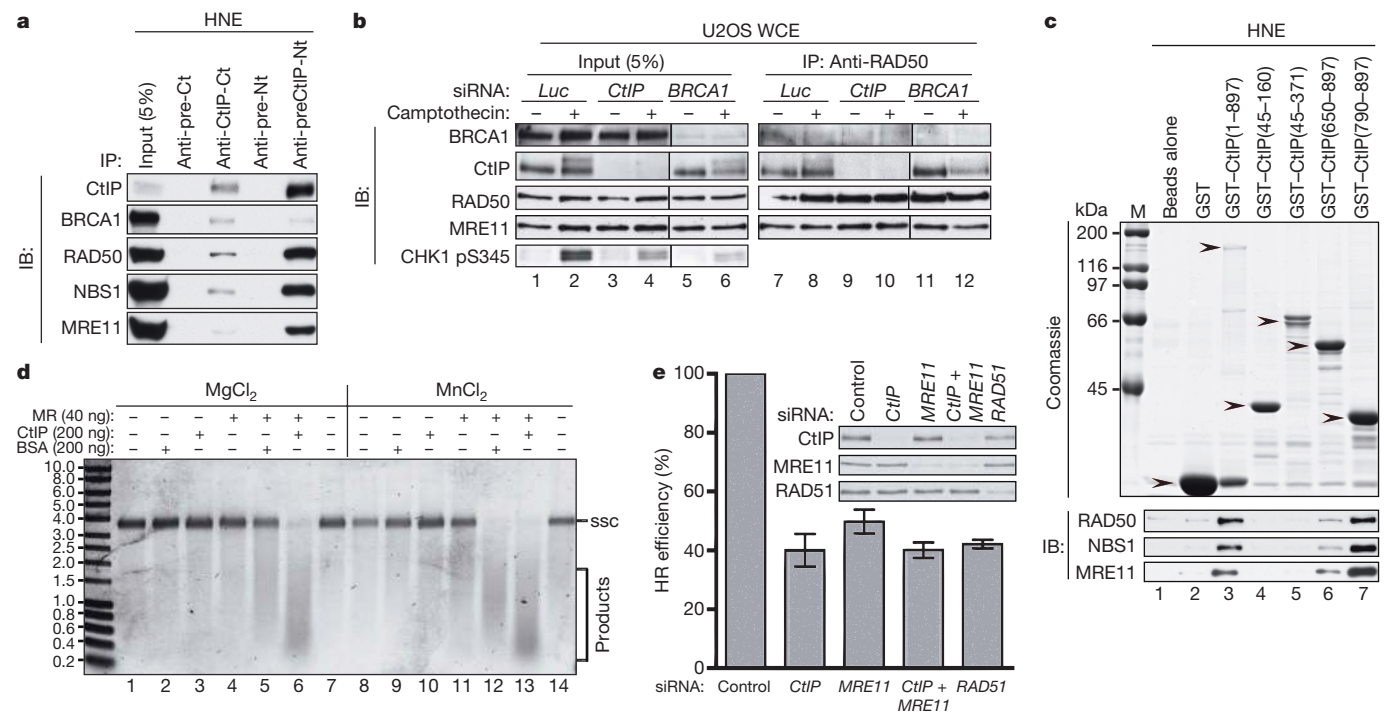 a
HNE
IP:
Input (5%)
Anti-pre-Ct
Anti-CtIP-Ct
Anti-pre-Nt
Anti-preCtIP-Nt
IB:
CtIP
BRCA1
RAD50
NBS1
MRE11
b
U2OS WCE
Input (5%) IP: Anti-RAD50
siRNA: Luc CtIP BRCA1 Luc CtIP BRCA1
Camptothecin: – + – + – + – + – + – +
IB:
BRCA1
CtIP
RAD50
MRE11
CHK1 pS345
1 2 3 4 5 6 7 8 9 10 11 12
c
HNE
kDa
M
Beads alone
GST
GST–CtIP(1–897)
GST–CtIP(45–160)
GST–CtIP(45–371)
GST–CtIP(650–897)
GST–CtIP(790–897)
200
116
97
66
45
Coomassie
IB:
RAD50
NBS1
MRE11
1 2 3 4 5 6 7
d
MgCl2 MnCl2
MR (40 ng): – – – + + + – – – – + + + –
CtIP (200 ng): – – + – – + – – – + – – + –
BSA (200 ng): – + – – + – – – + – – + – –
10.0
8.0
6.0
5.0
4.0
3.0
2.5
2.0
1.5
1.0
0.8
0.6
0.4
0.2
ssc
Products
1 2 3 4 5 6 7 8 9 10 11 12 13 14
e
HR efficiency (%)
100
80
60
40
20
0
siRNA:
Control
CtIP
MRE11
CtIP +
MRE11
RAD51
CtIP
MRE11
RAD51
siRNA: Control CtIP MRE11 CtIP + RAD51
MRE11